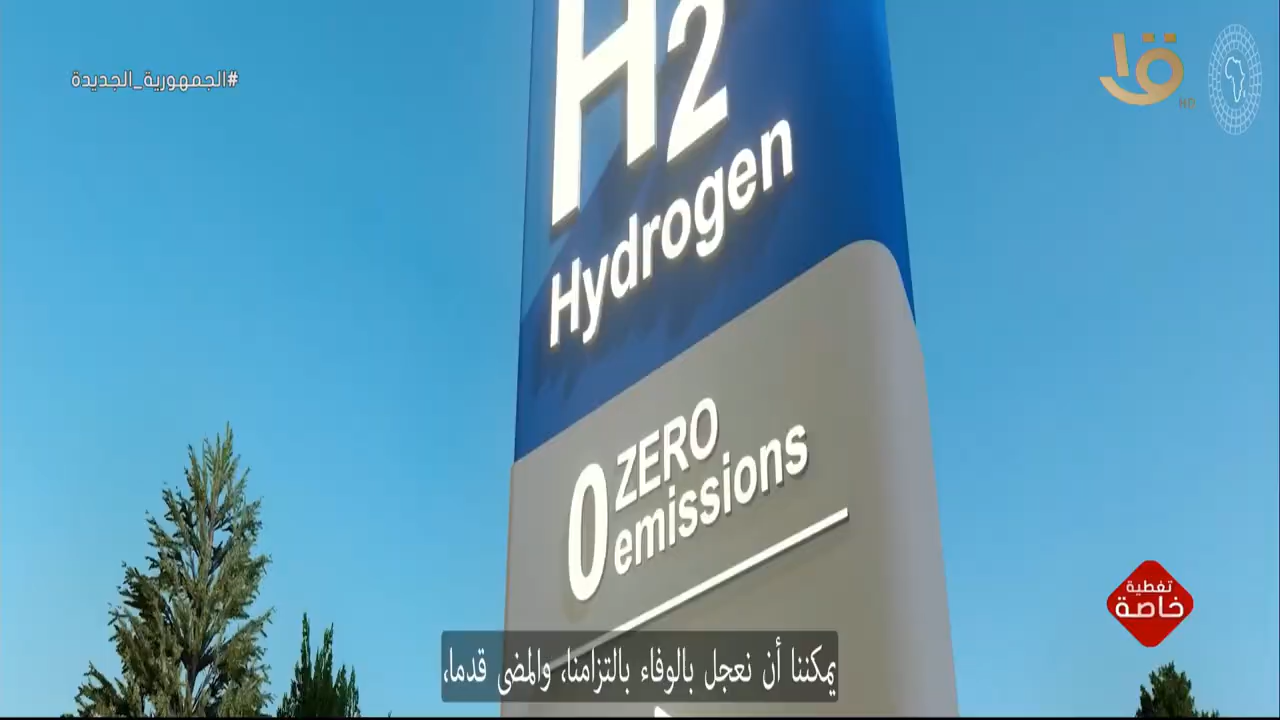 #الجمهورية_الجديدة
H2
Hydrogen
0 ZERO
emissions
تغطية
خاصة
يمكننا أن نعجل بالوفاء بالتزامنا، والمضى قدما،